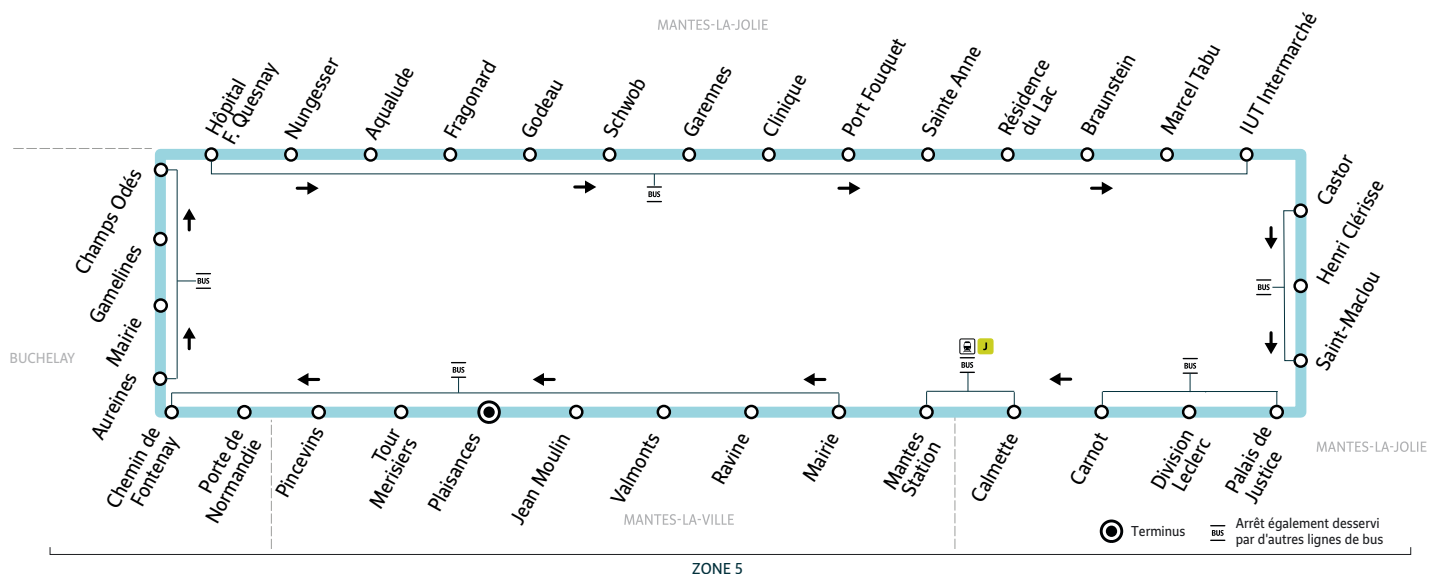 MANTES-LA-JOLIE
Hôpital
F. Quesnay
Nungesser
Aqualude
Fragonard
Godeau
Schwob
Garennes
Clinique
Port Fouquet
Sainte Anne
Résidence
du Lac
Braunstein
Marcel Tabu
IUT Intermarché
BUS
Castor
Henri Clérisse
Saint-Maclou
BUS
Champs Odés
Gamelines
Mairie
Aureines
BUS
BUCHELAY
BUS
J
BUS
BUS
Chemin de
Fontenay
Porte de
Normandie
Pincevins
Tour
Merisiers
Plaisances
Jean Moulin
Valmonts
Ravine
Mairie
Mantes
Station
Calmette
Carnot
Division
Leclerc
Palais de
Justice
MANTES-LA-JOLIE
MANTES-LA-VILLE
Terminus
BUS
Arrêt également desservi
par d'autres lignes de bus
ZONE 5